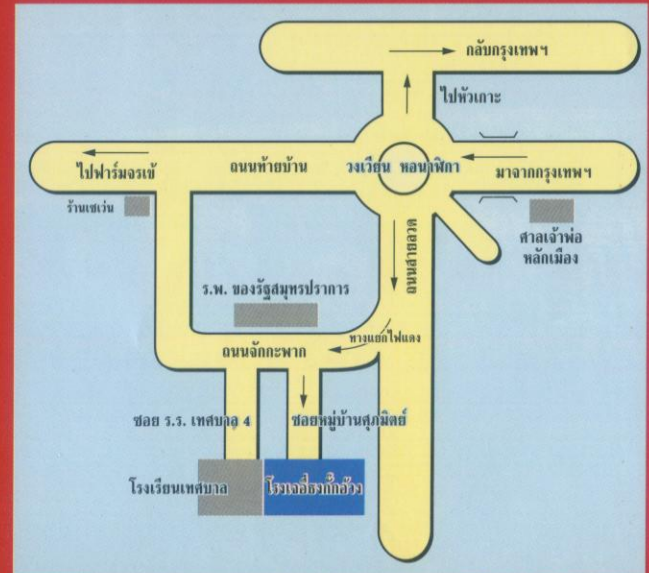 กลับกรุงเทพฯ
ไปหัวเกาะ
ไปฟาร์มจรเข้
ถนนท้ายบ้าน
วงเวียน หอนาฬิกา
มาจากกรุงเทพฯ
ร้านเซเว่น
ศาลเจ้าพ่อ
หลักเมือง
ถนนสายลวด
ร.พ. ของรัฐสมุทรปราการ
ทางแยกไฟแดง
ถนนจักกะพาก
ซอย ร.ร. เทศบาล 4
ซอยหมู่บ้านศุภมิตย์
โรงเรียนเทศบาล
โรงเจอี่ยงกั๊กอ้วง